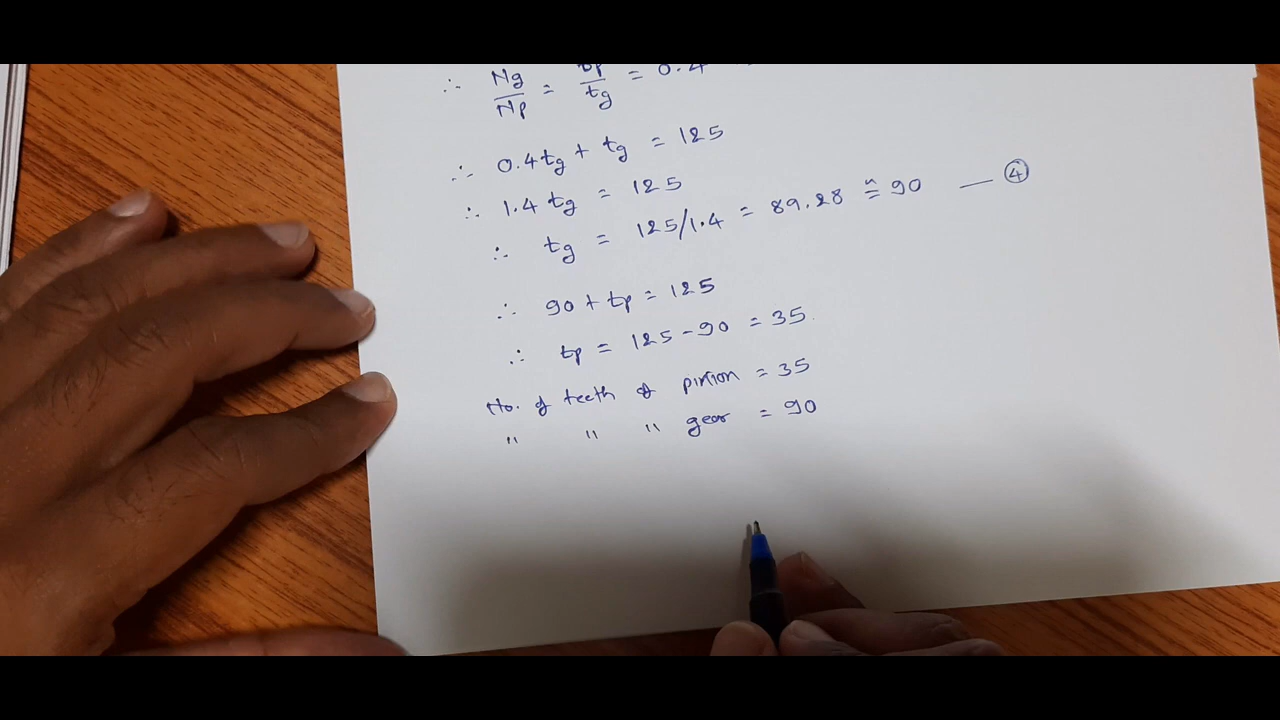 ∴ Ng/Np = tp/tg = 0.4
∴ 0.4tg + tg = 125
∴ 1.4 tg = 125
∴ tg = 125/1.4 = 89.28 ≅ 90 — ④
∴ 90 + tp = 125
∴ tp = 125 - 90 = 35.
No. of teeth of pinion = 35
" " " gear = 90